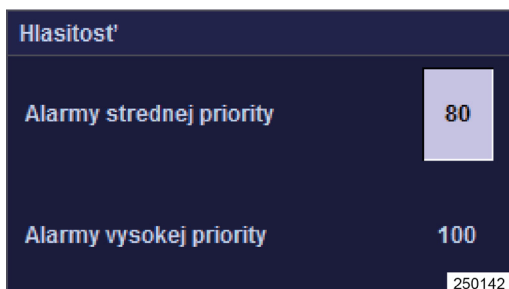 Hlasitosť
Alarmy strednej priority 80
Alarmy vysokej priority 100
250142